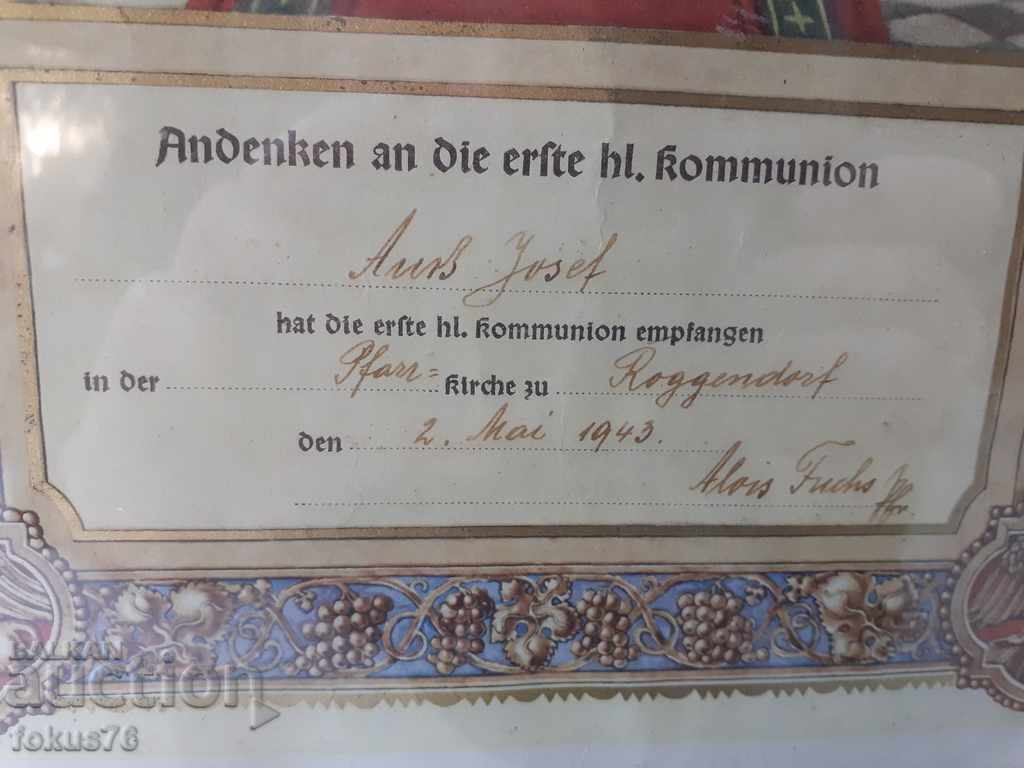 Andenken an die erste hl. Kommunion
Josef
hat die erste hl. Kommunion empfangen
in der Pfarr= Kirche zu Roggendorf
den 2. Mai 1943.
Alois Fuchs
BALKAN
auction
fokus76